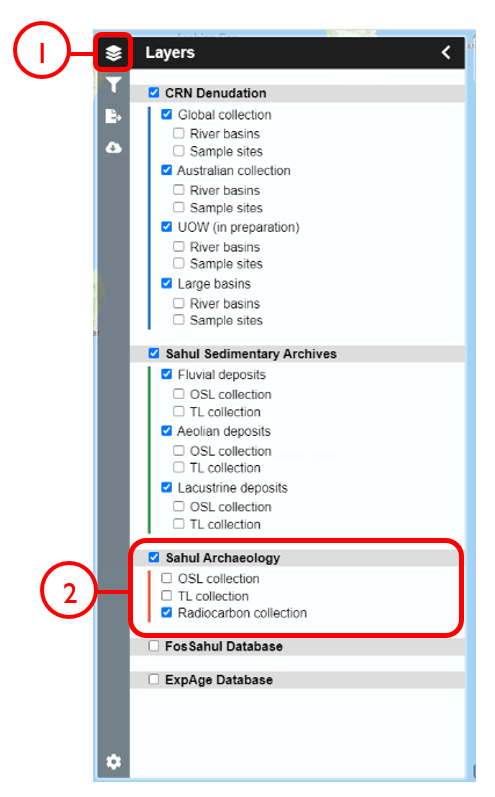 1
Layers
CRN Denudation
Global collection
River basins
Sample sites
Australian collection
River basins
Sample sites
UOW (in preparation)
River basins
Sample sites
Large basins
River basins
Sample sites
Sahul Sedimentary Archives
Fluvial deposits
OSL collection
TL collection
Aeolian deposits
OSL collection
TL collection
Lacustrine deposits
OSL collection
TL collection
2
Sahul Archaeology
OSL collection
TL collection
Radiocarbon collection
FosSahul Database
ExpAge Database